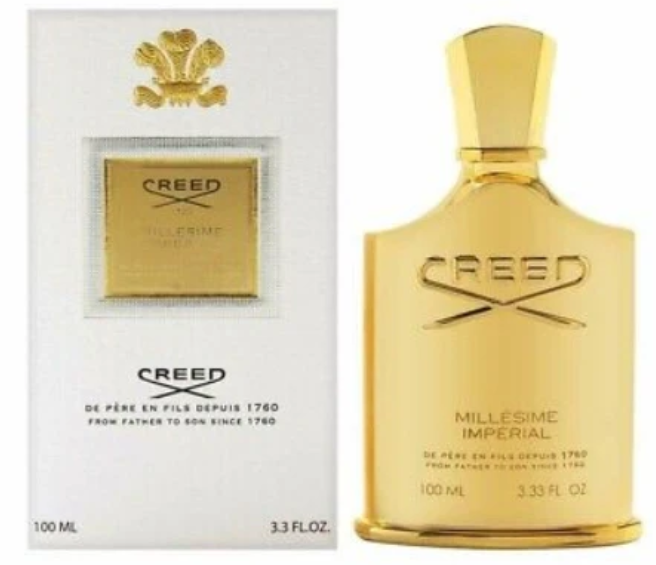 CREED
MILLESIME
CREED
DE PÈRE EN FILS DEPUIS 1760
FROM FATHER TO SON SINCE 1760
100 ML 3.3 FL.OZ.
CREED
MILLESIME
IMPERIAL
DE PÈRE EN FILS DEPUIS 1760
FROM FATHER TO SON SINCE 1760
100 ML 3.33 FL OZ